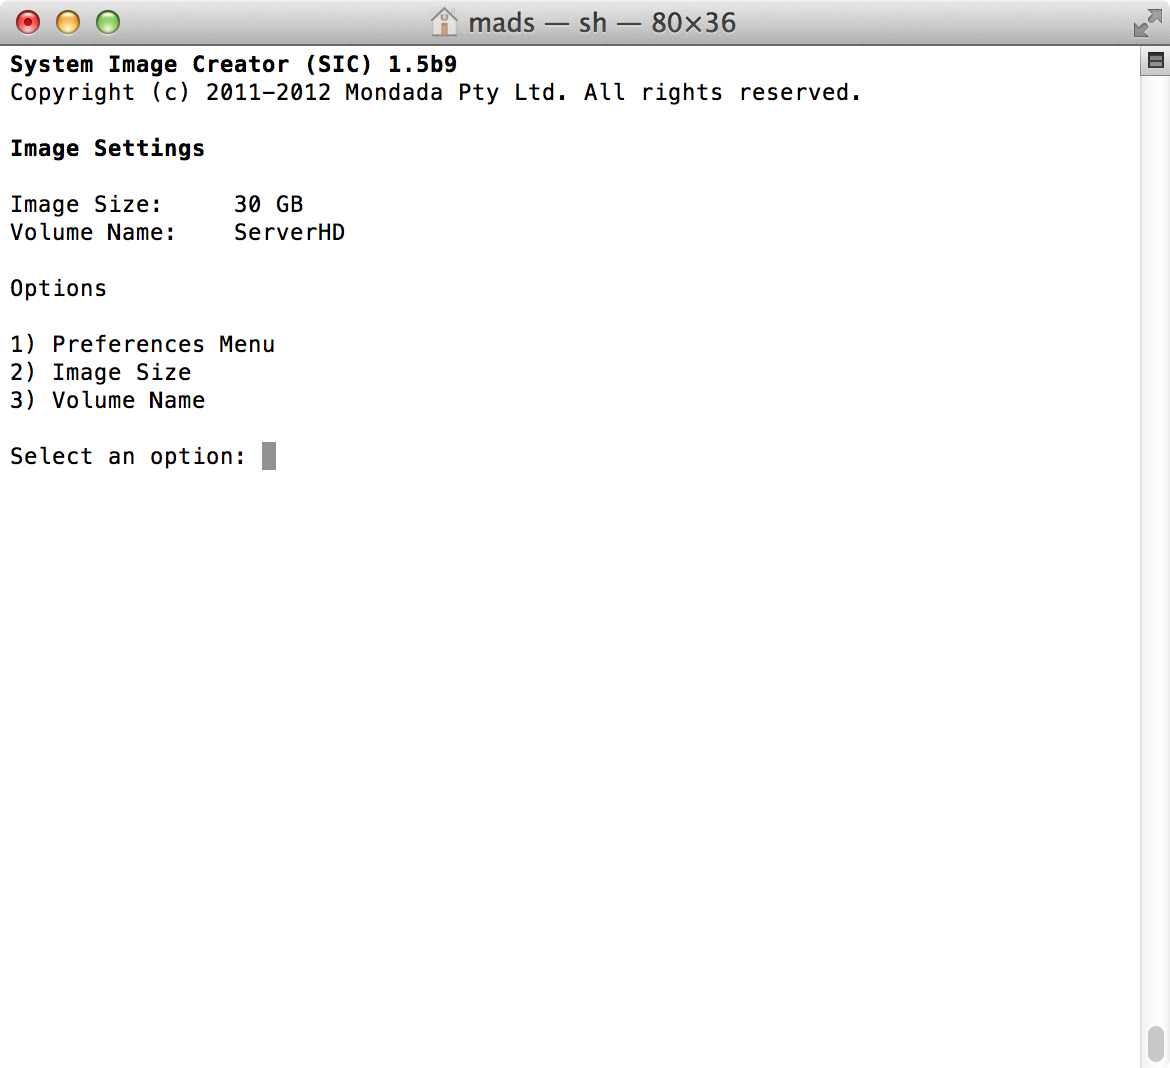 mads — sh — 80×36
System Image Creator (SIC) 1.5b9
Copyright (c) 2011-2012 Mondada Pty Ltd. All rights reserved.
Image Settings
Image Size: 30 GB
Volume Name: ServerHD
Options
1) Preferences Menu
2) Image Size
3) Volume Name
Select an option: